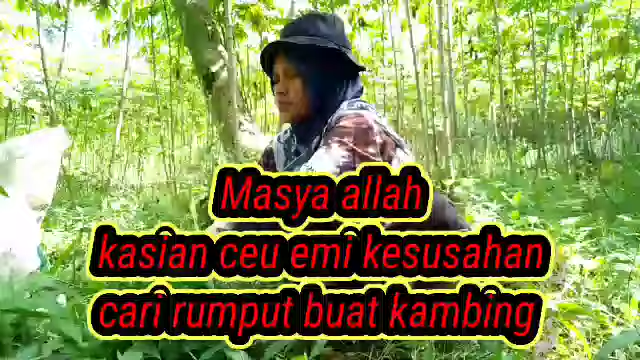 Masya allah
kasian ceu emi kesusahan
cari rumput buat kambing